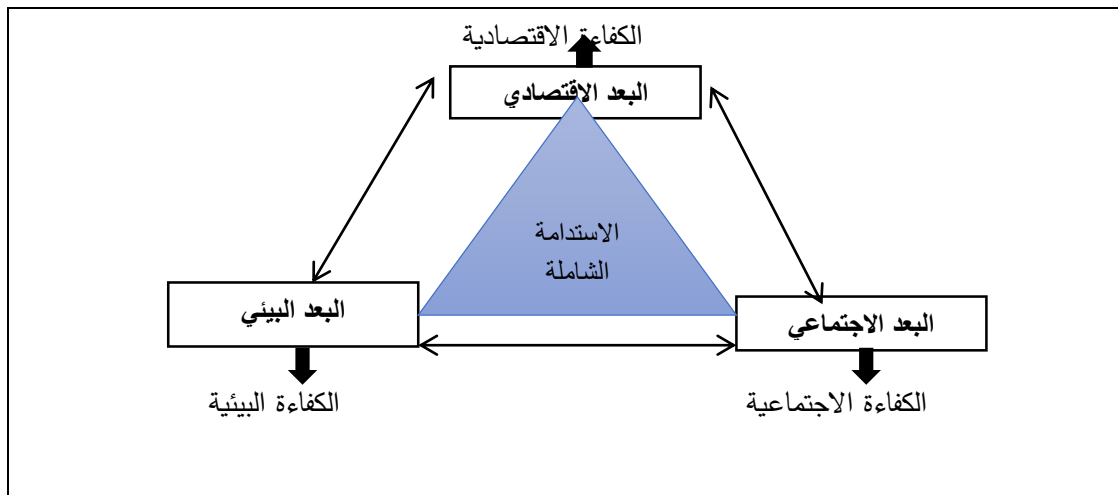 الكفاءة الاقتصادية
البعد الاقتصادي
الاستدامة
الشاملة
البعد الاجتماعي
البعد البيئي
الكفاءة الاجتماعية
الكفاءة البيئية